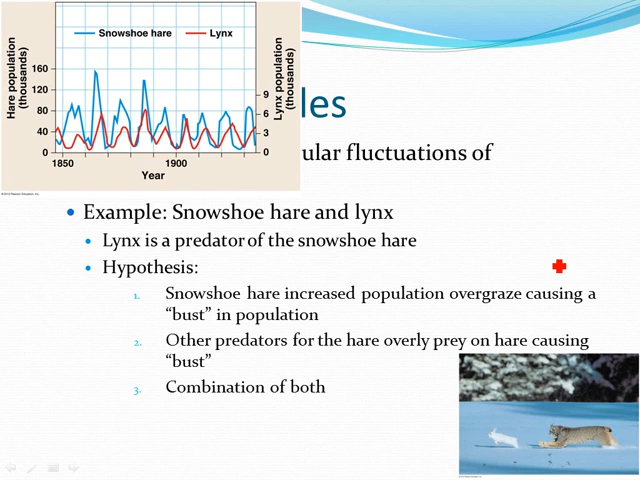 Snowshoe hare
Lynx
Hare population
(thousands)
Lynx population
(thousands)
160
120
80
40
0
9
6
3
0
1850
1900
Year
les
ular fluctuations of
• Example: Snowshoe hare and lynx
• Lynx is a predator of the snowshoe hare
• Hypothesis:
1. Snowshoe hare increased population overgraze causing a
“bust” in population
2. Other predators for the hare overly prey on hare causing
“bust”
3. Combination of both